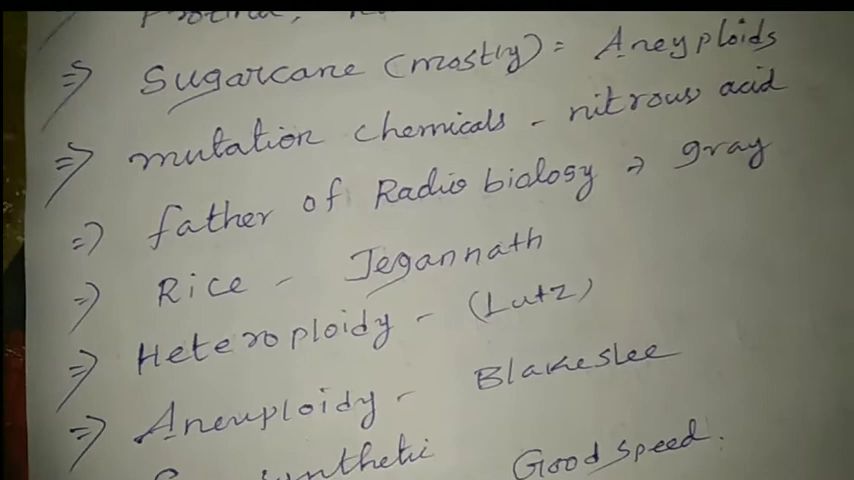 ⇒ Sugarcane (mostly) = Aneyploids
⇒ mutation chemicals - nitrous acid
⇒ father of Radio biology → gray
⇒ Rice - Jegannath
⇒ Heteroploidy - (Lutz)
⇒ Aneuploidy - Blakeslee
synthetic Good speed.